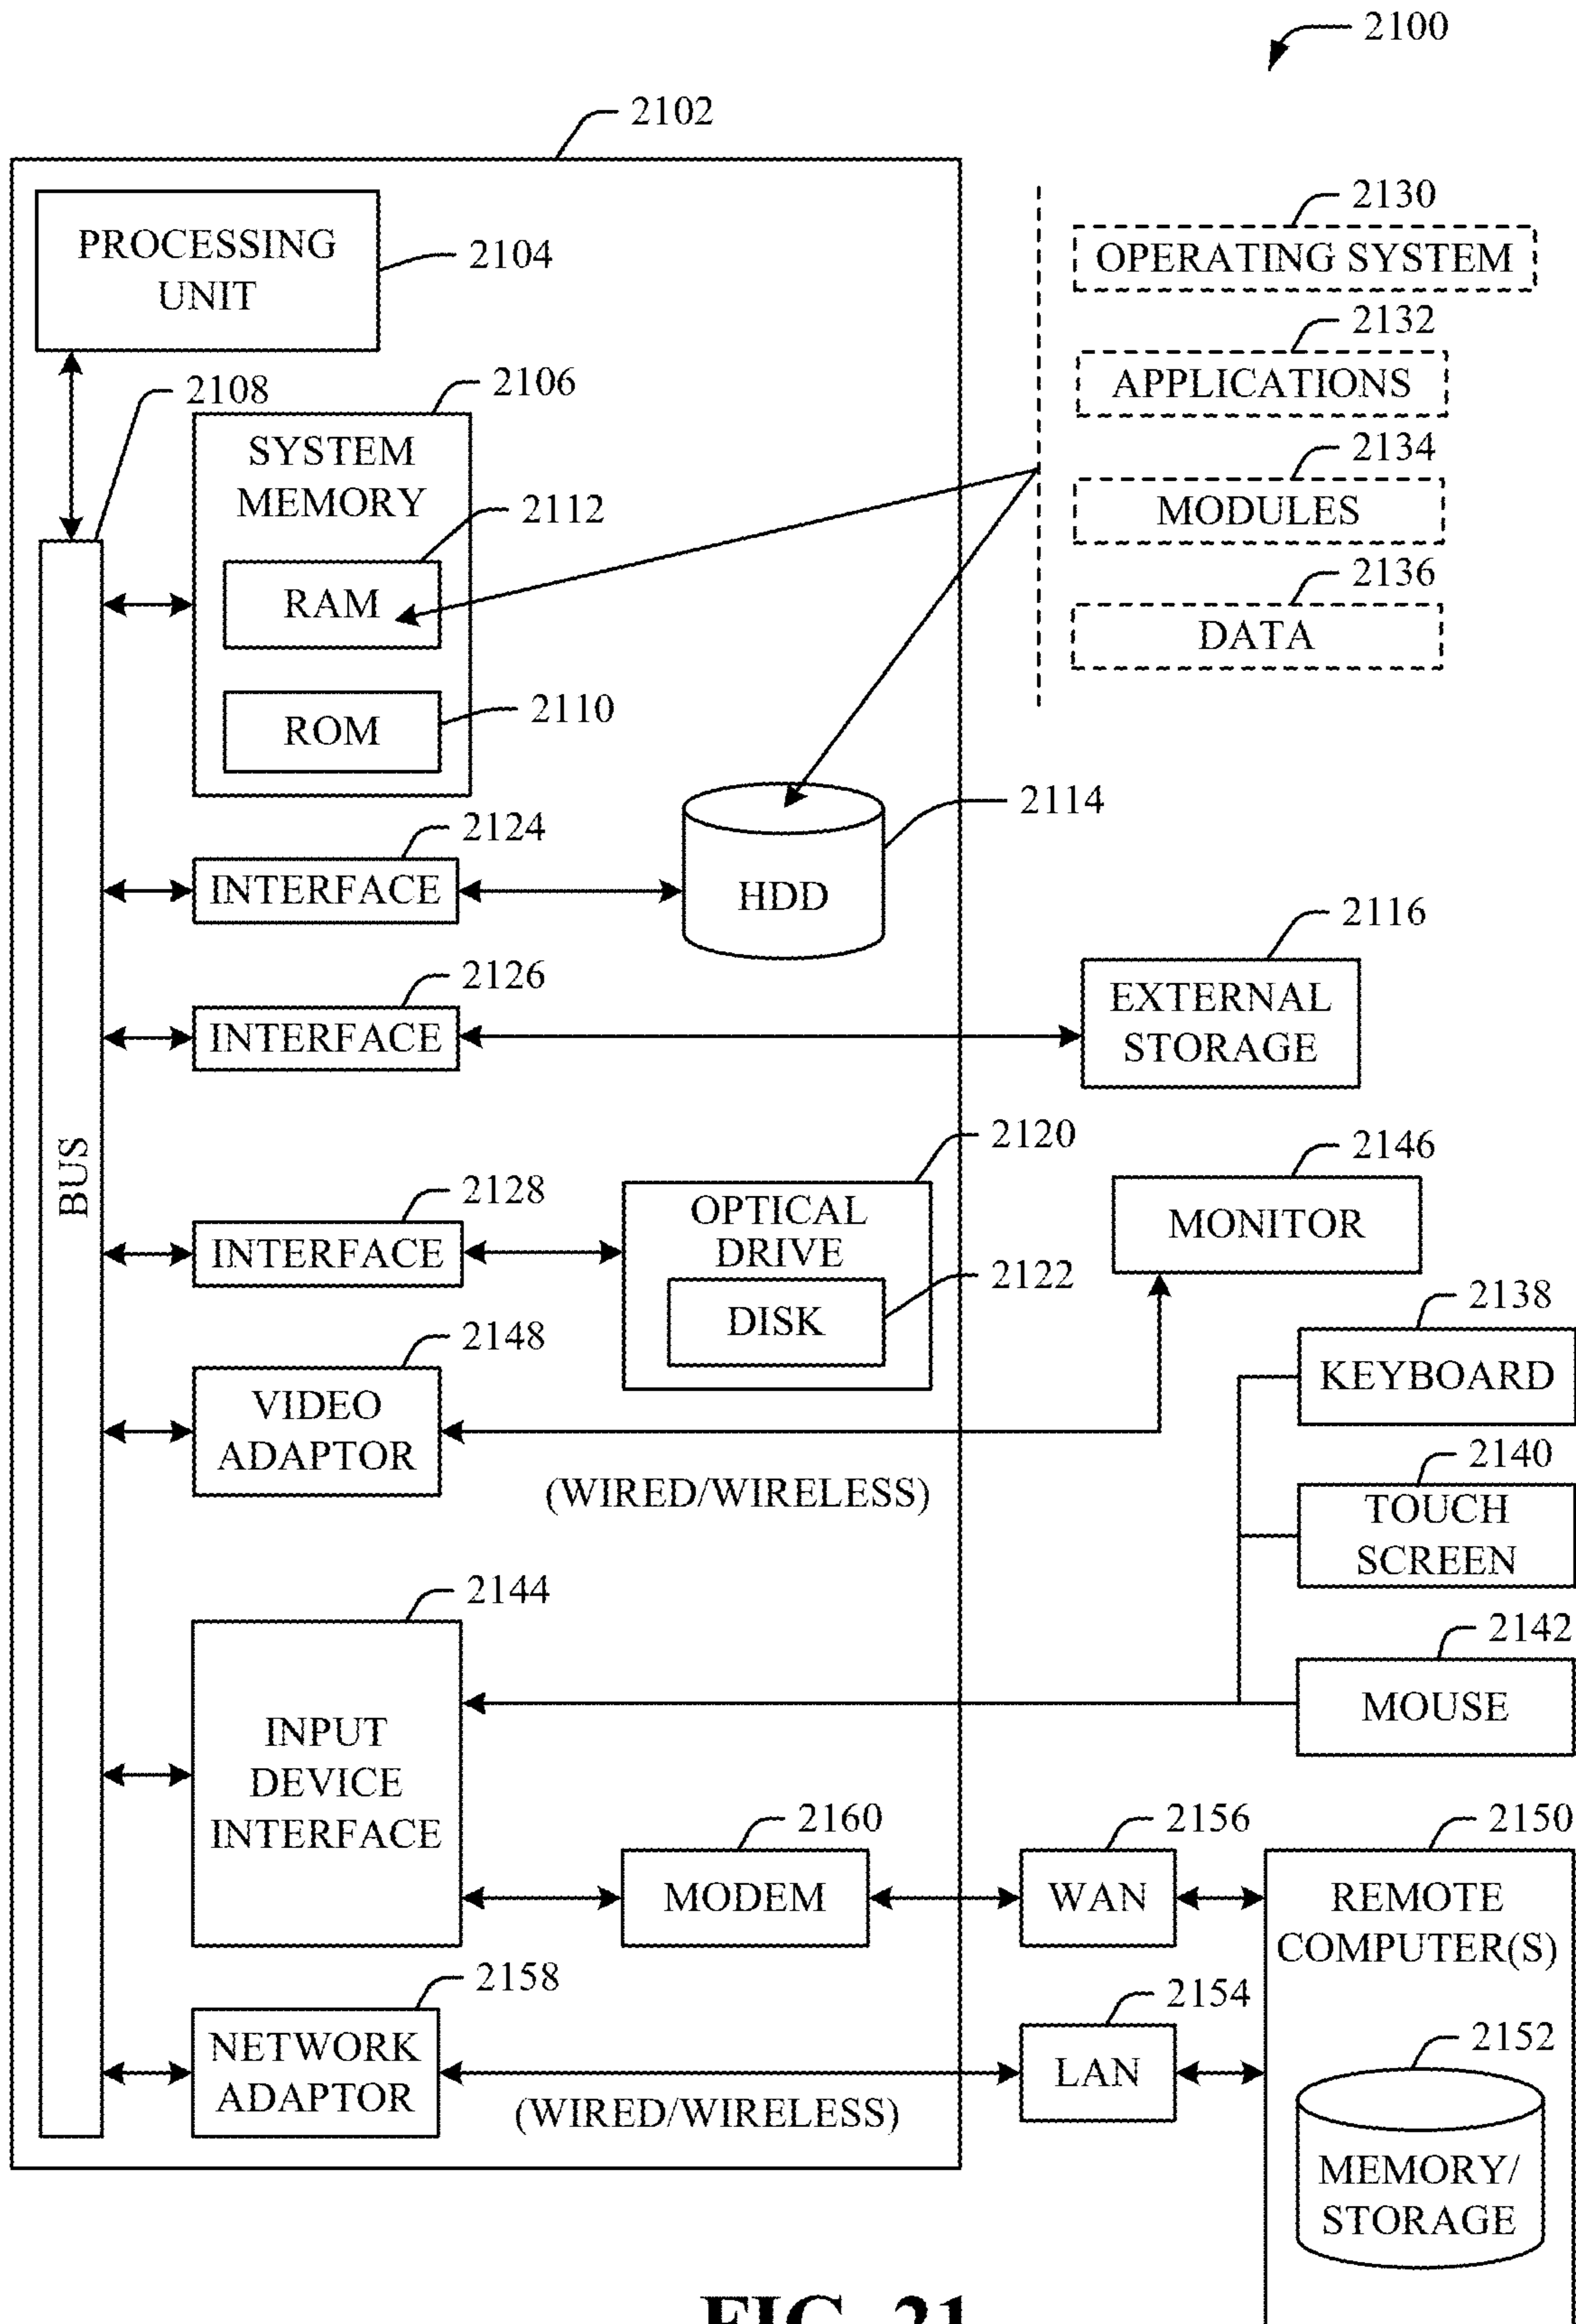 2100
2102
PROCESSING
UNIT
2104
2130
OPERATING SYSTEM
2132
APPLICATIONS
2134
MODULES
2136
DATA
2108
2106
SYSTEM
MEMORY
2112
RAM
2110
ROM
2114
HDD
2124
INTERFACE
2116
EXTERNAL
STORAGE
2126
INTERFACE
BUS
2120
OPTICAL
DRIVE
2122
DISK
2128
INTERFACE
2146
MONITOR
2138
KEYBOARD
2148
VIDEO
ADAPTOR
(WIRED/WIRELESS)
2140
TOUCH
SCREEN
2144
INPUT
DEVICE
INTERFACE
2142
MOUSE
2160
MODEM
2156
WAN
2150
REMOTE
COMPUTER(S)
2158
NETWORK
ADAPTOR
(WIRED/WIRELESS)
2154
LAN
2152
MEMORY/
STORAGE
FIG. 21